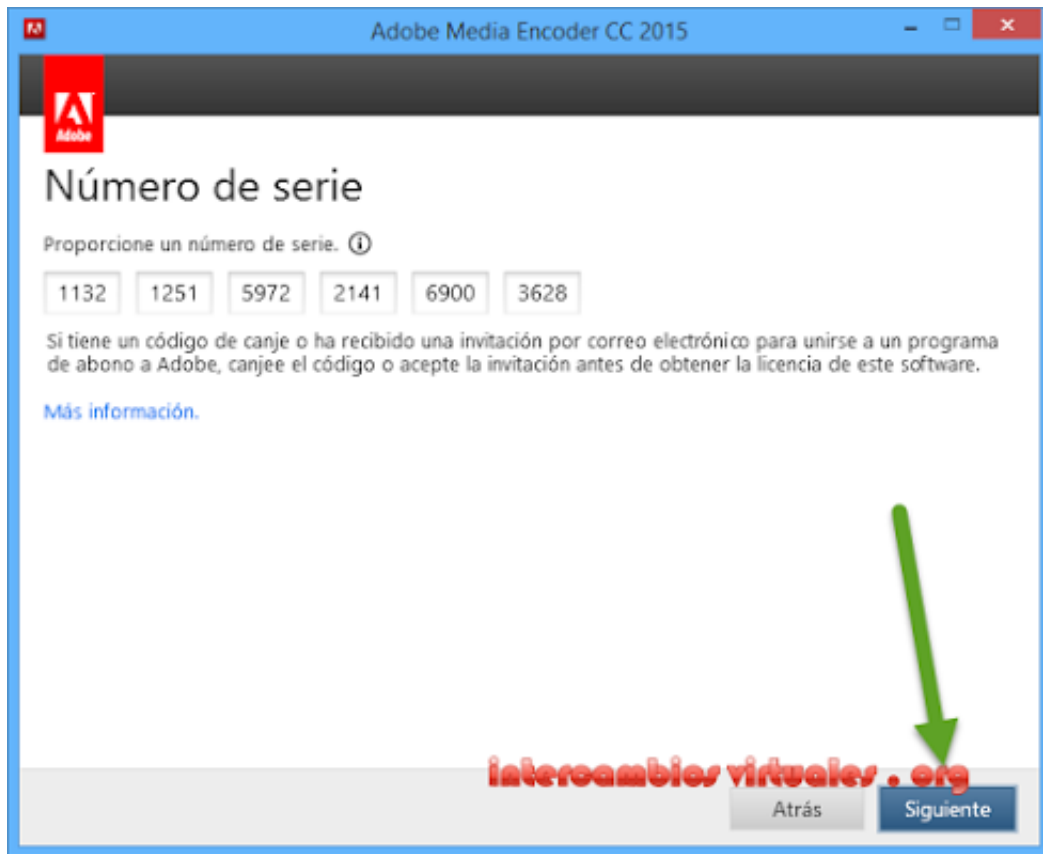 Adobe Media Encoder CC 2015
Adobe
Número de serie
Proporcione un número de serie.
1132 1251 5972 2141 6900 3628
Si tiene un código de canje o ha recibido una invitación por correo electrónico para unirse a un programa
de abono a Adobe, canjee el código o acepte la invitación antes de obtener la licencia de este software.
Más información.
intercambios virtuales . org
Atrás Siguiente